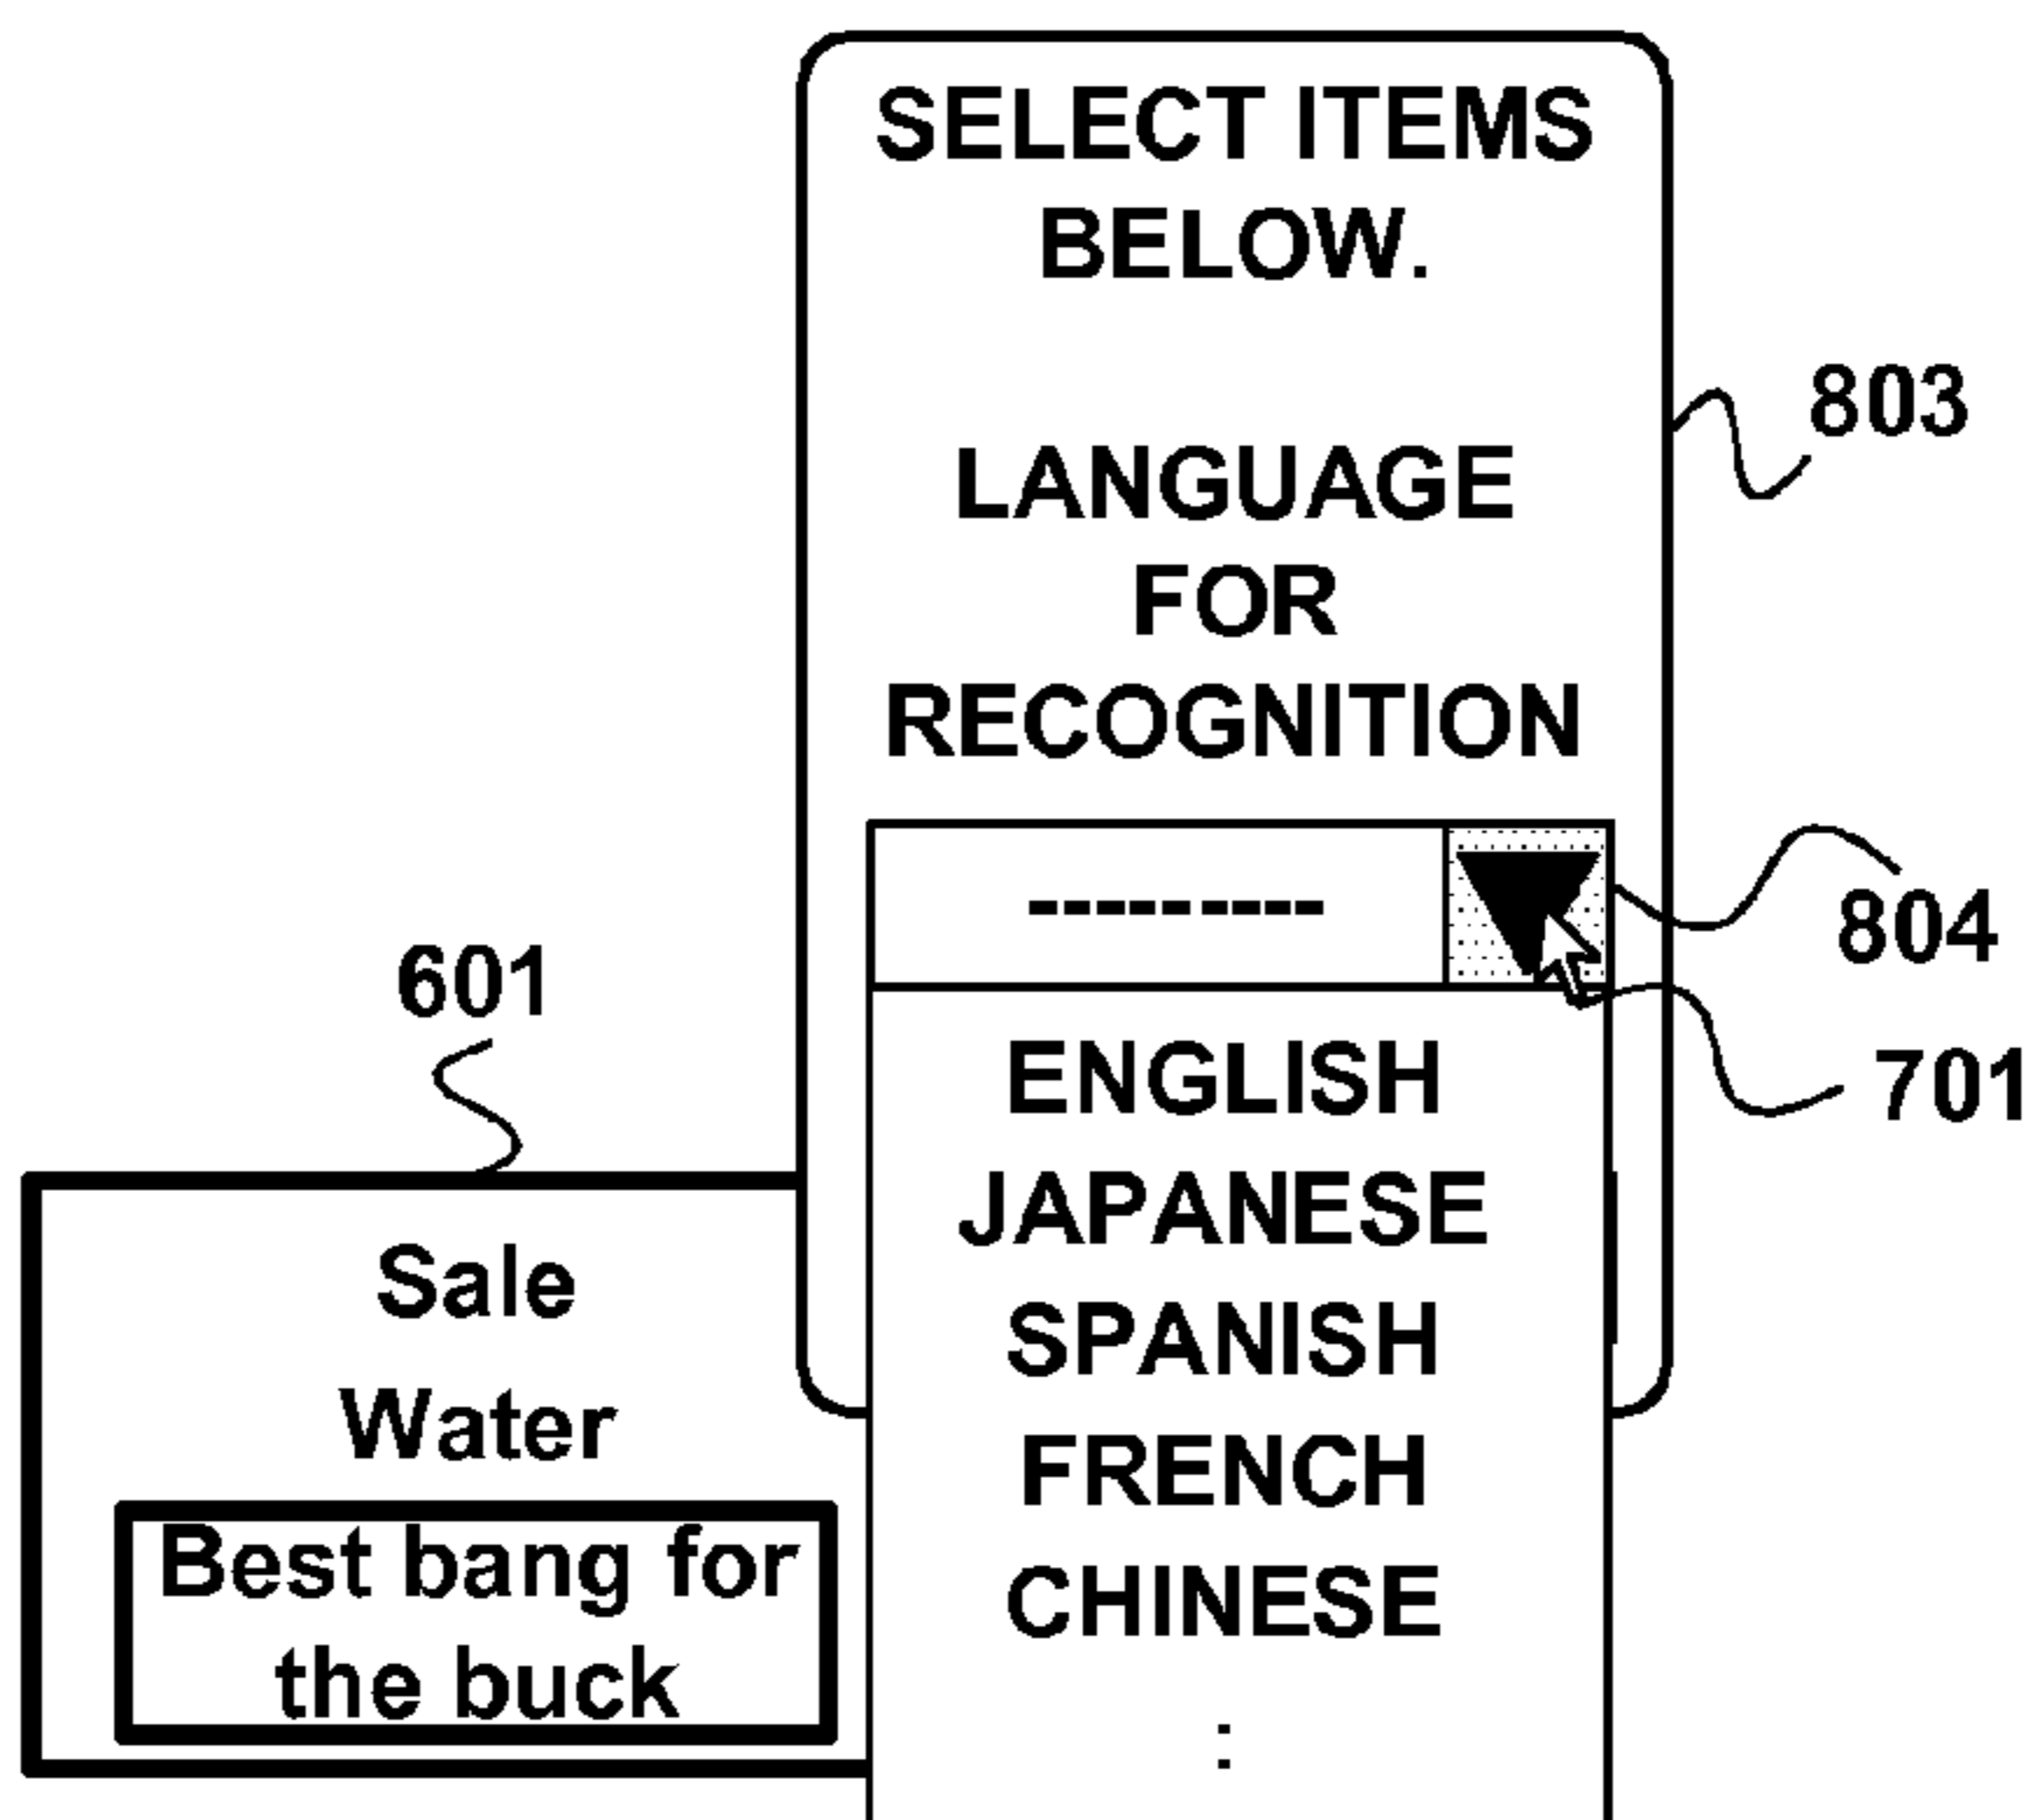 SELECT ITEMS
BELOW.
803
LANGUAGE
FOR
RECOGNITION
---------
804
601
701
ENGLISH
JAPANESE
SPANISH
FRENCH
CHINESE
:
Sale
Water
Best bang for
the buck